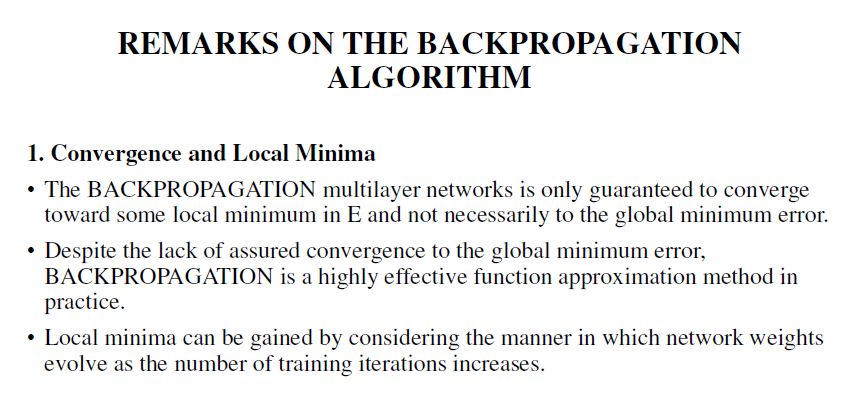 REMARKS ON THE BACKPROPAGATION
ALGORITHM
1. Convergence and Local Minima
• The BACKPROPAGATION multilayer networks is only guaranteed to converge
toward some local minimum in E and not necessarily to the global minimum error.
• Despite the lack of assured convergence to the global minimum error,
BACKPROPAGATION is a highly effective function approximation method in
practice.
• Local minima can be gained by considering the manner in which network weights
evolve as the number of training iterations increases.